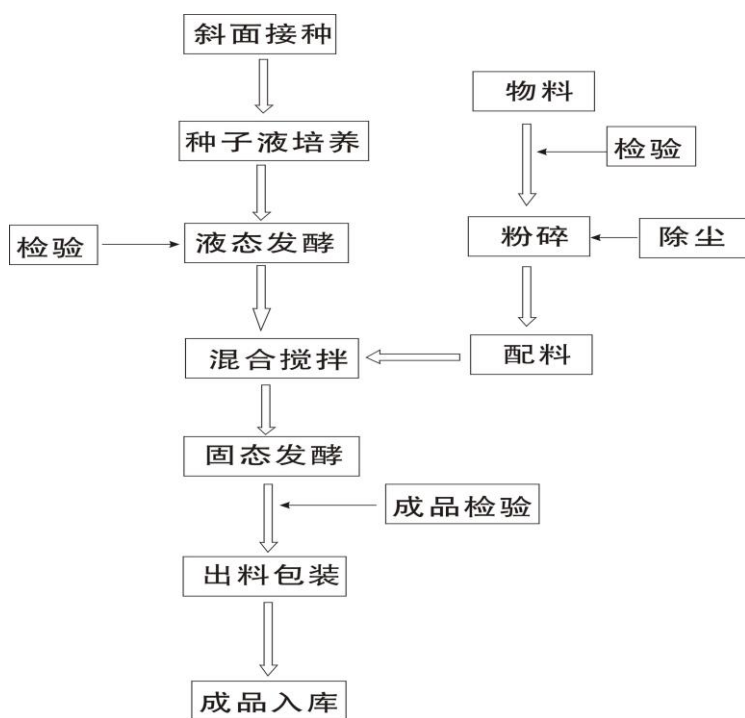 斜面接种
物料
种子液培养
检验
检验
液态发酵
粉碎
除尘
混合搅拌
配料
固态发酵
成品检验
出料包装
成品入库